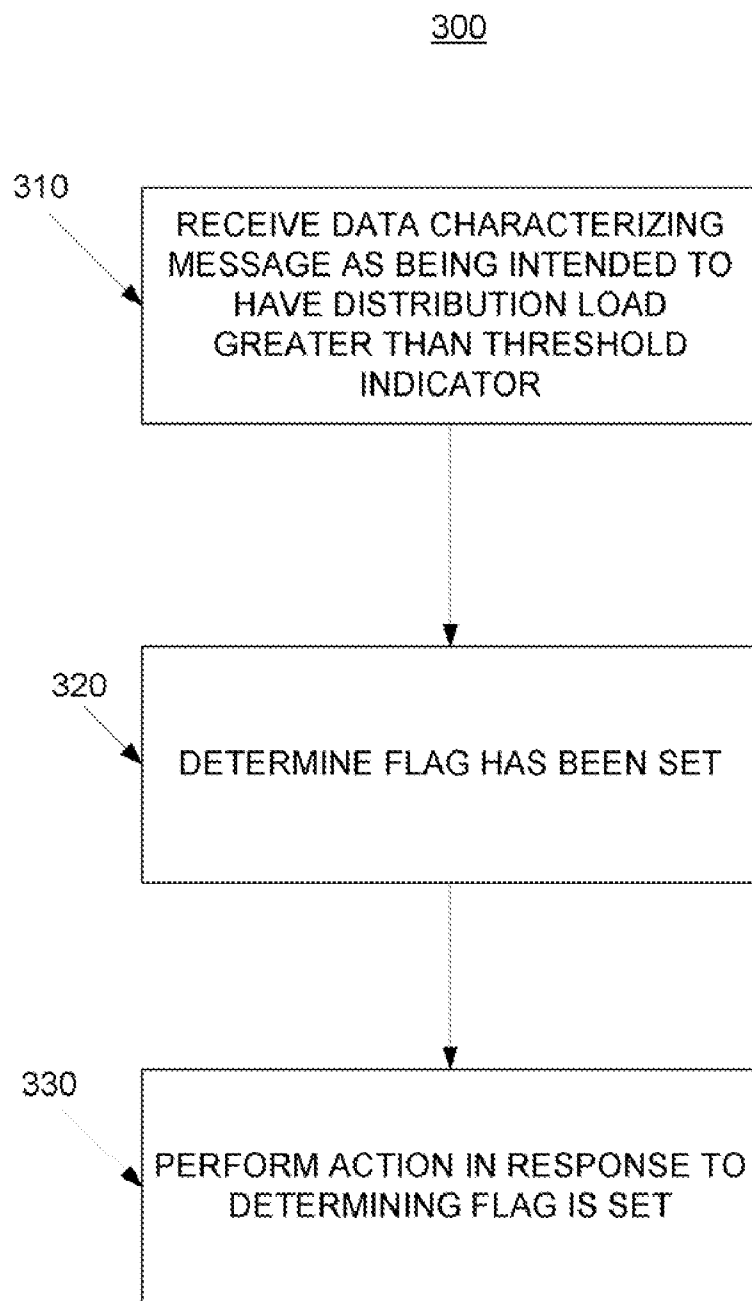 300
310
RECEIVE DATA CHARACTERIZING
MESSAGE AS BEING INTENDED TO
HAVE DISTRIBUTION LOAD
GREATER THAN THRESHOLD
INDICATOR
320
DETERMINE FLAG HAS BEEN SET
330
PERFORM ACTION IN RESPONSE TO
DETERMINING FLAG IS SET